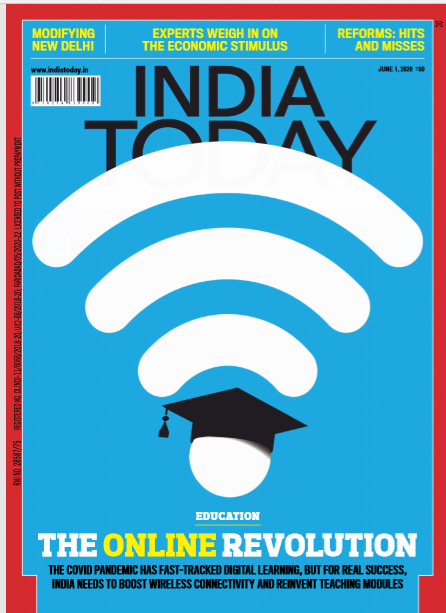 MODIFYING
NEW DELHI
EXPERTS WEIGH IN ON
THE ECONOMIC STIMULUS
REFORMS: HITS
AND MISSES
www.indiatoday.in
JUNE 1, 2020 ₹60
INDIA
TODAY
EDUCATION
THE ONLINE REVOLUTION
THE COVID PANDEMIC HAS FAST-TRACKED DIGITAL LEARNING, BUT FOR REAL SUCCESS,
INDIA NEEDS TO BOOST WIRELESS CONNECTIVITY AND REINVENT TEACHING MODULES